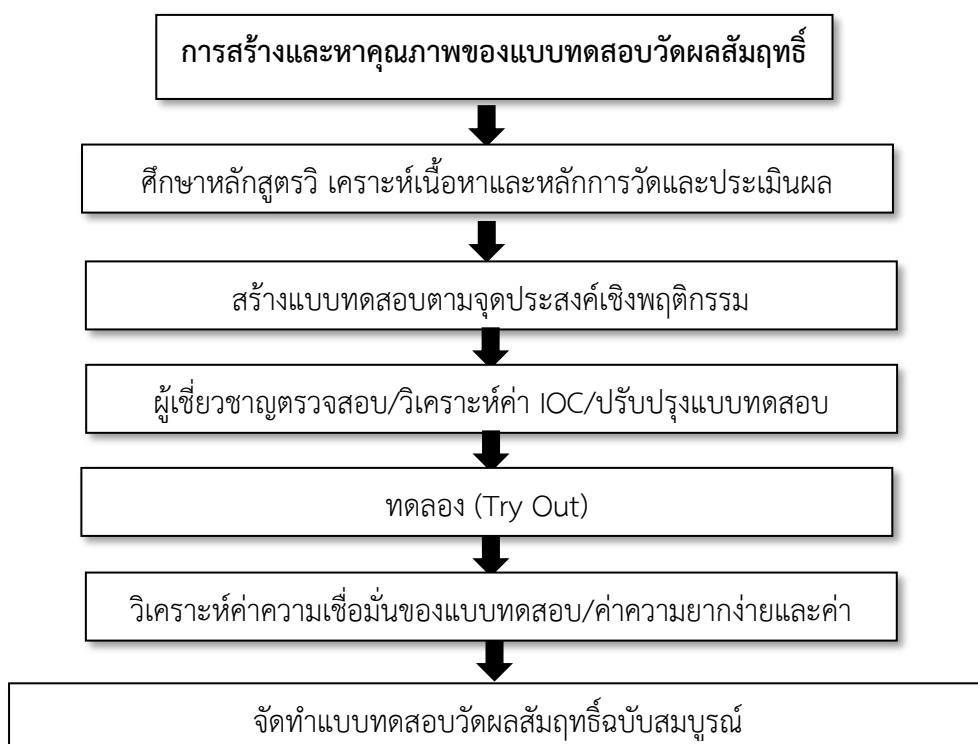 การสร้างและหาคุณภาพของแบบทดสอบวัดผลสัมฤทธิ์
ศึกษาหลักสูตรวิ เคราะห์เนื้อหาและหลักการวัดและประเมินผล
สร้างแบบทดสอบตามจุดประสงค์เชิงพฤติกรรม
ผู้เชี่ยวชาญตรวจสอบ/วิเคราะห์ค่า IOC/ปรับปรุงแบบทดสอบ
ทดลอง (Try Out)
วิเคราะห์ค่าความเชื่อมั่นของแบบทดสอบ/ค่าความยากง่ายและค่า
จัดทำแบบทดสอบวัดผลสัมฤทธิ์ฉบับสมบูรณ์